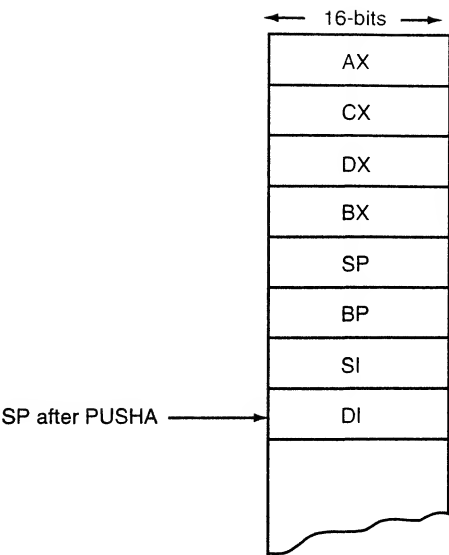 16-bits
AX
CX
DX
BX
SP
BP
SI
SP after PUSHA
DI